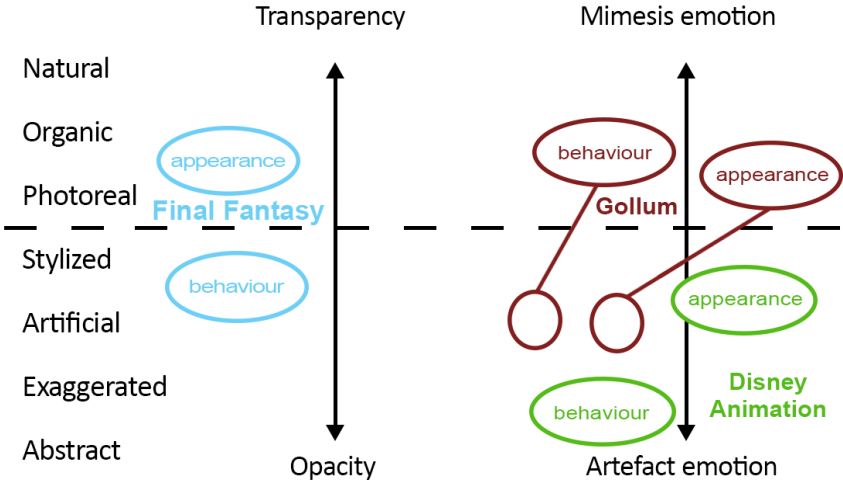 Transparency
Mimesis emotion
Natural
Organic
Photoreal
Stylized
Artificial
Exaggerated
Abstract
appearance
Final Fantasy
behaviour
behaviour
Gollum
appearance
appearance
Disney
Animation
behaviour
Opacity
Artefact emotion